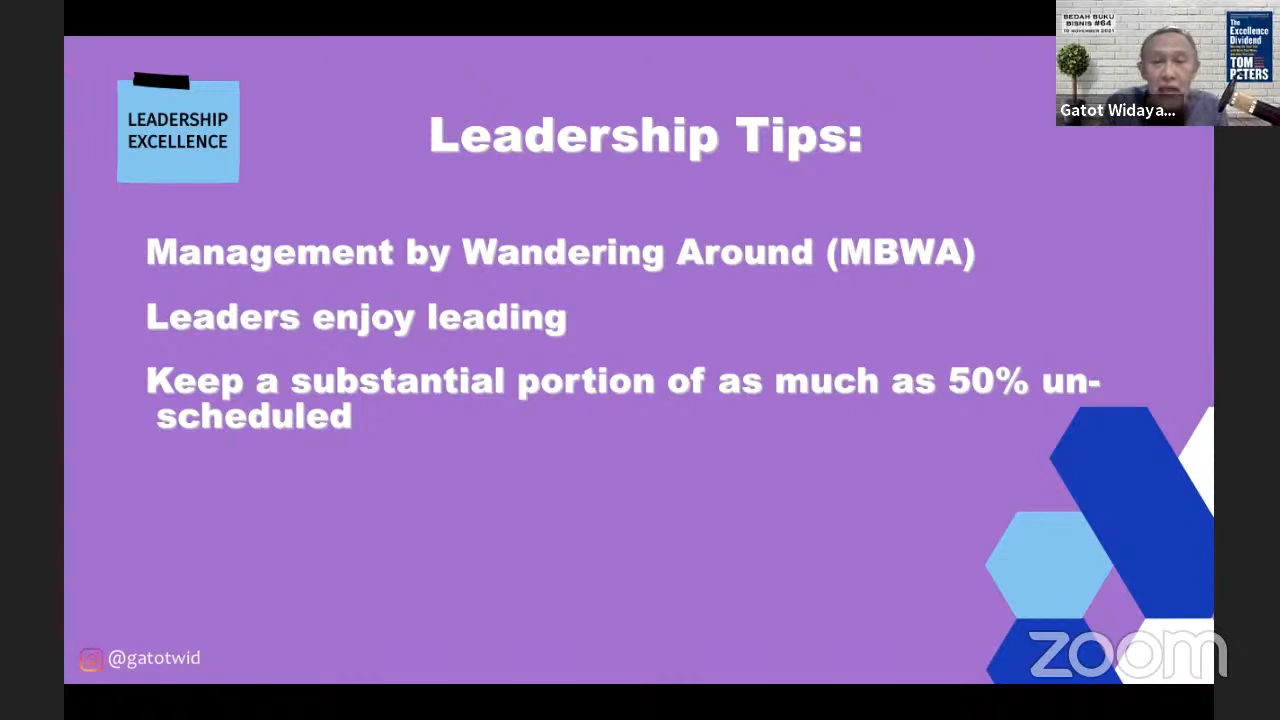 BEDAH BUKU
BISNIS #64
The
Excellence
Dividend
TOM
PETERS
Gatot Widaya...
LEADERSHIP
EXCELLENCE
Leadership Tips:
Management by Wandering Around (MBWA)
Leaders enjoy leading
Keep a substantial portion of as much as 50% un-
scheduled
@gatotwid
zoom